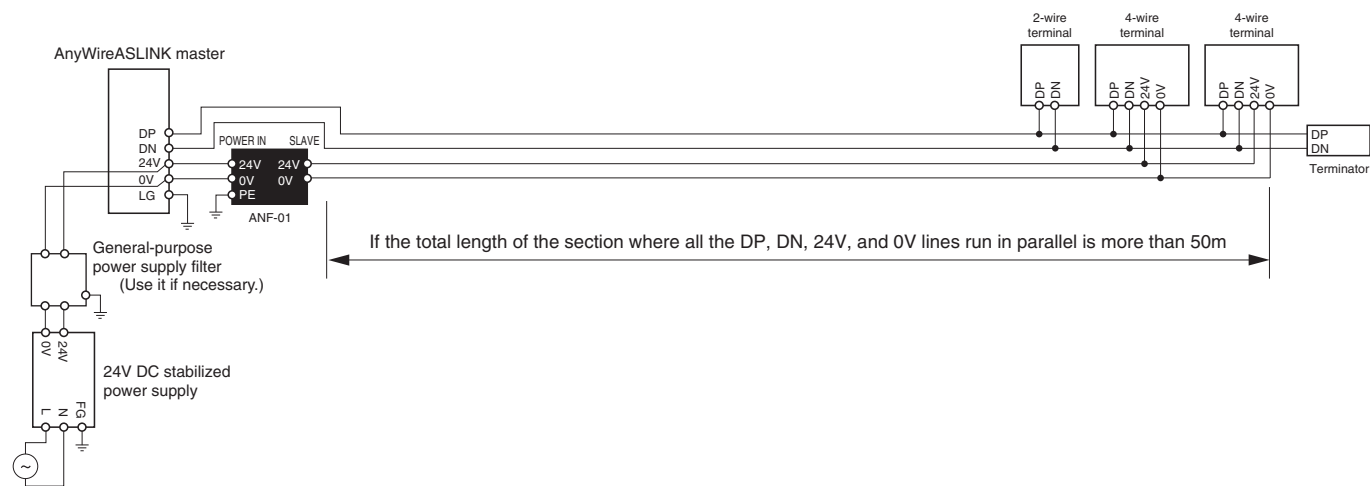 2-wire
terminal
4-wire
terminal
4-wire
terminal
AnyWireASLINK master
DP
DN
DP
DN
24V
0V
DP
DN
24V
0V
DP
DN
24V
0V
LG
POWER IN
SLAVE
24V
24V
0V
0V
PE
ANF-01
DP
DN
Terminator
If the total length of the section where all the DP, DN, 24V, and 0V lines run in parallel is more than 50m
General-purpose
power supply filter
(Use it if necessary.)
0V
24V
24V DC stabilized
power supply
L
N
FG
~